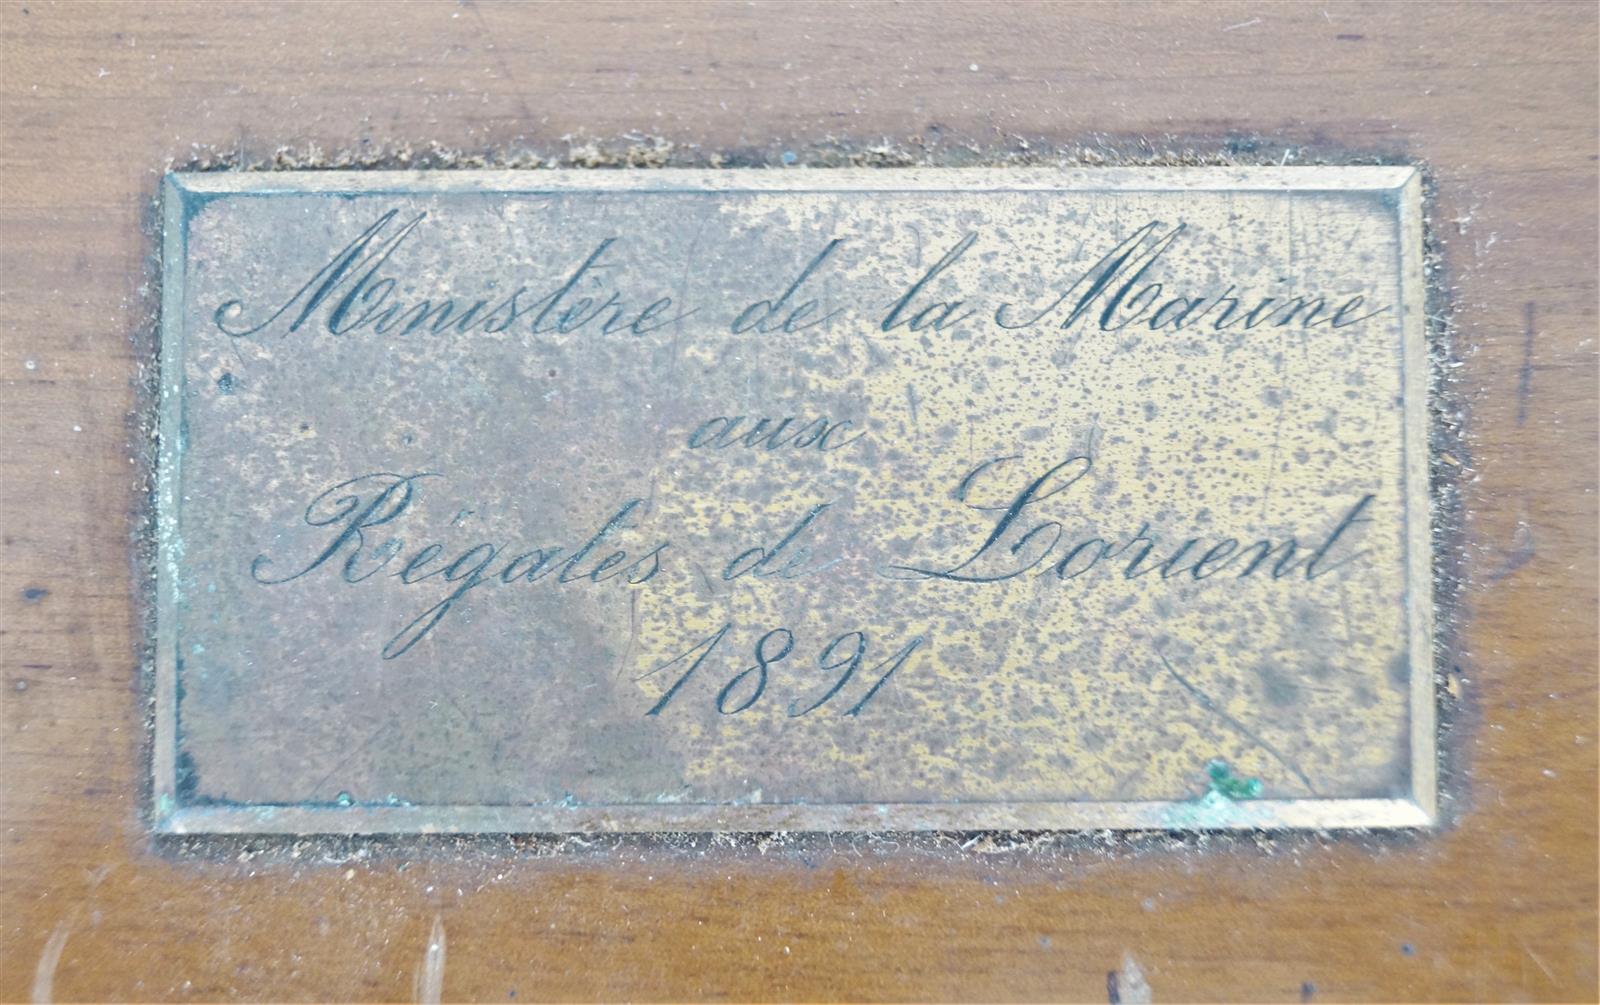 Ministère de la Marine
aux
Régates de Lorient
1891